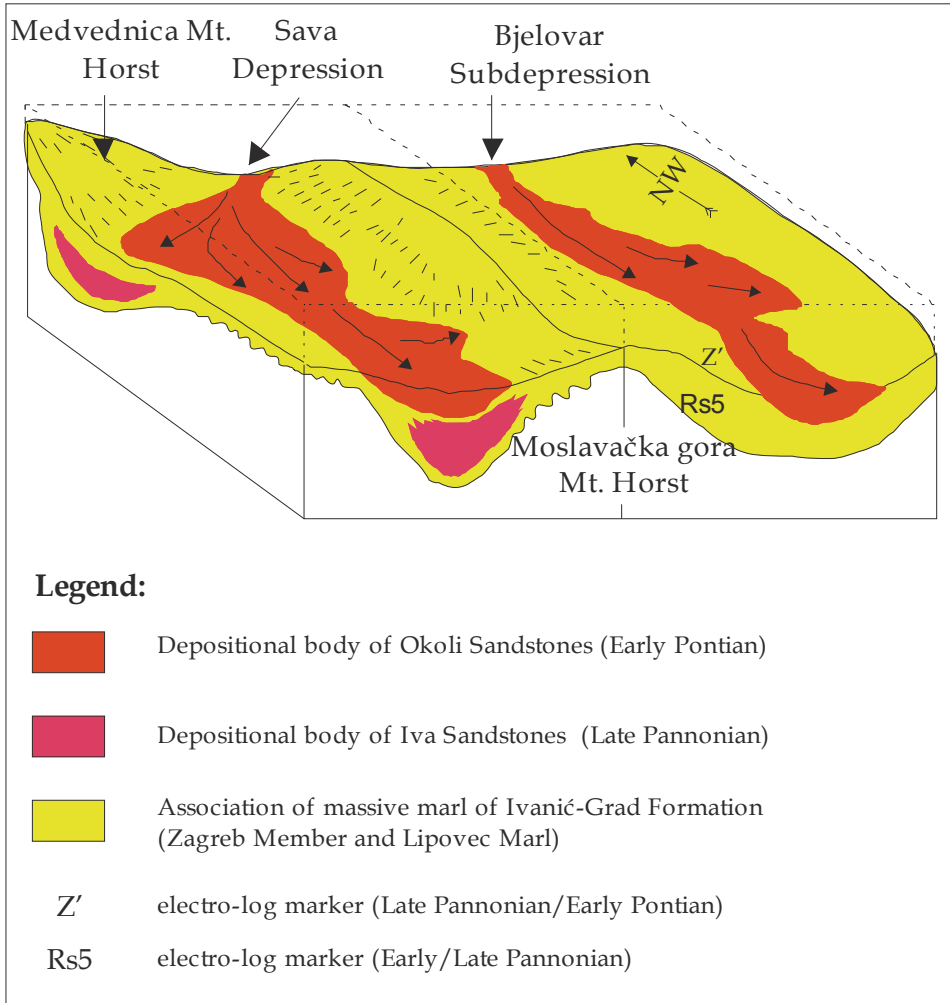 Medvednica Mt.
Horst
Sava
Depression
Bjelovar
Subdepression
NW
Z'
Rs5
Moslavačka gora
Mt. Horst
Legend:
Depositional body of Okoli Sandstones (Early Pontian)
Depositional body of Iva Sandstones (Late Pannonian)
Association of massive marl of Ivanić-Grad Formation
(Zagreb Member and Lipovec Marl)
Z' electro-log marker (Late Pannonian/Early Pontian)
Rs5 electro-log marker (Early/Late Pannonian)